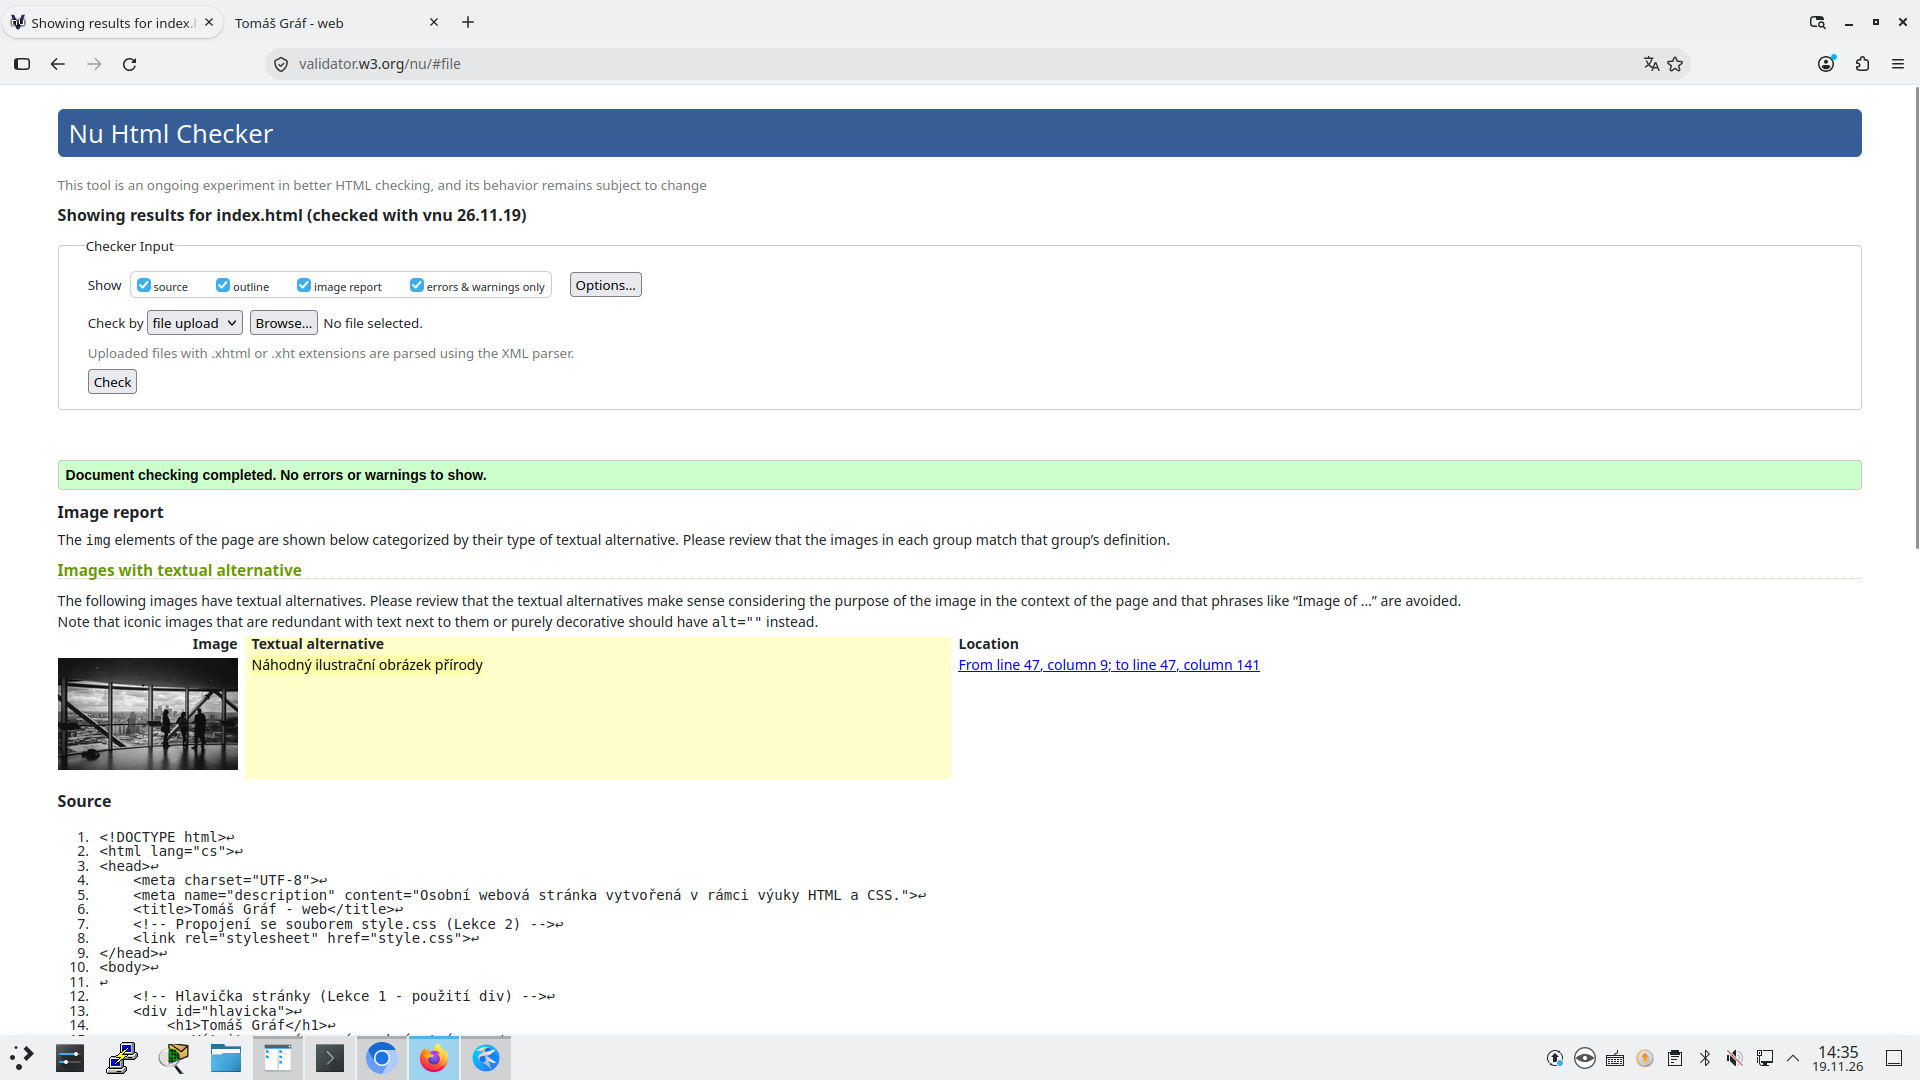 Showing results for index.
Tomáš Gráf - web
validator.w3.org/nu/#file
Nu Html Checker
This tool is an ongoing experiment in better HTML checking, and its behavior remains subject to change
Showing results for index.html (checked with vnu 26.11.19)
Checker Input
Show source outline image report errors & warnings only Options...
Check by file upload Browse... No file selected.
Uploaded files with .xhtml or .xht extensions are parsed using the XML parser.
Check
Document checking completed. No errors or warnings to show.
Image report
The img elements of the page are shown below categorized by their type of textual alternative. Please review that the images in each group match that group’s definition.
Images with textual alternative
The following images have textual alternatives. Please review that the textual alternatives make sense considering the purpose of the image in the context of the page and that phrases like “Image of …” are avoided.
Note that iconic images that are redundant with text next to them or purely decorative should have alt="" instead.
Image Textual alternative Location
Náhodný ilustrační obrázek přírody From line 47, column 9; to line 47, column 141
Source
1. <!DOCTYPE html>↩
2. <html lang="cs">↩
3. <head>↩
4. <meta charset="UTF-8">↩
5. <meta name="description" content="Osobní webová stránka vytvořená v rámci výuky HTML a CSS.">↩
6. <title>Tomáš Gráf - web</title>↩
7. <!-- Propojení se souborem style.css (Lekce 2) -->↩
8. <link rel="stylesheet" href="style.css">↩
9. </head>↩
10. <body>↩
11. ↩
12. <!-- Hlavička stránky (Lekce 1 - použití div) -->↩
13. <div id="hlavicka">↩
14. <h1>Tomáš Gráf</h1>↩
14:35
19.11.26